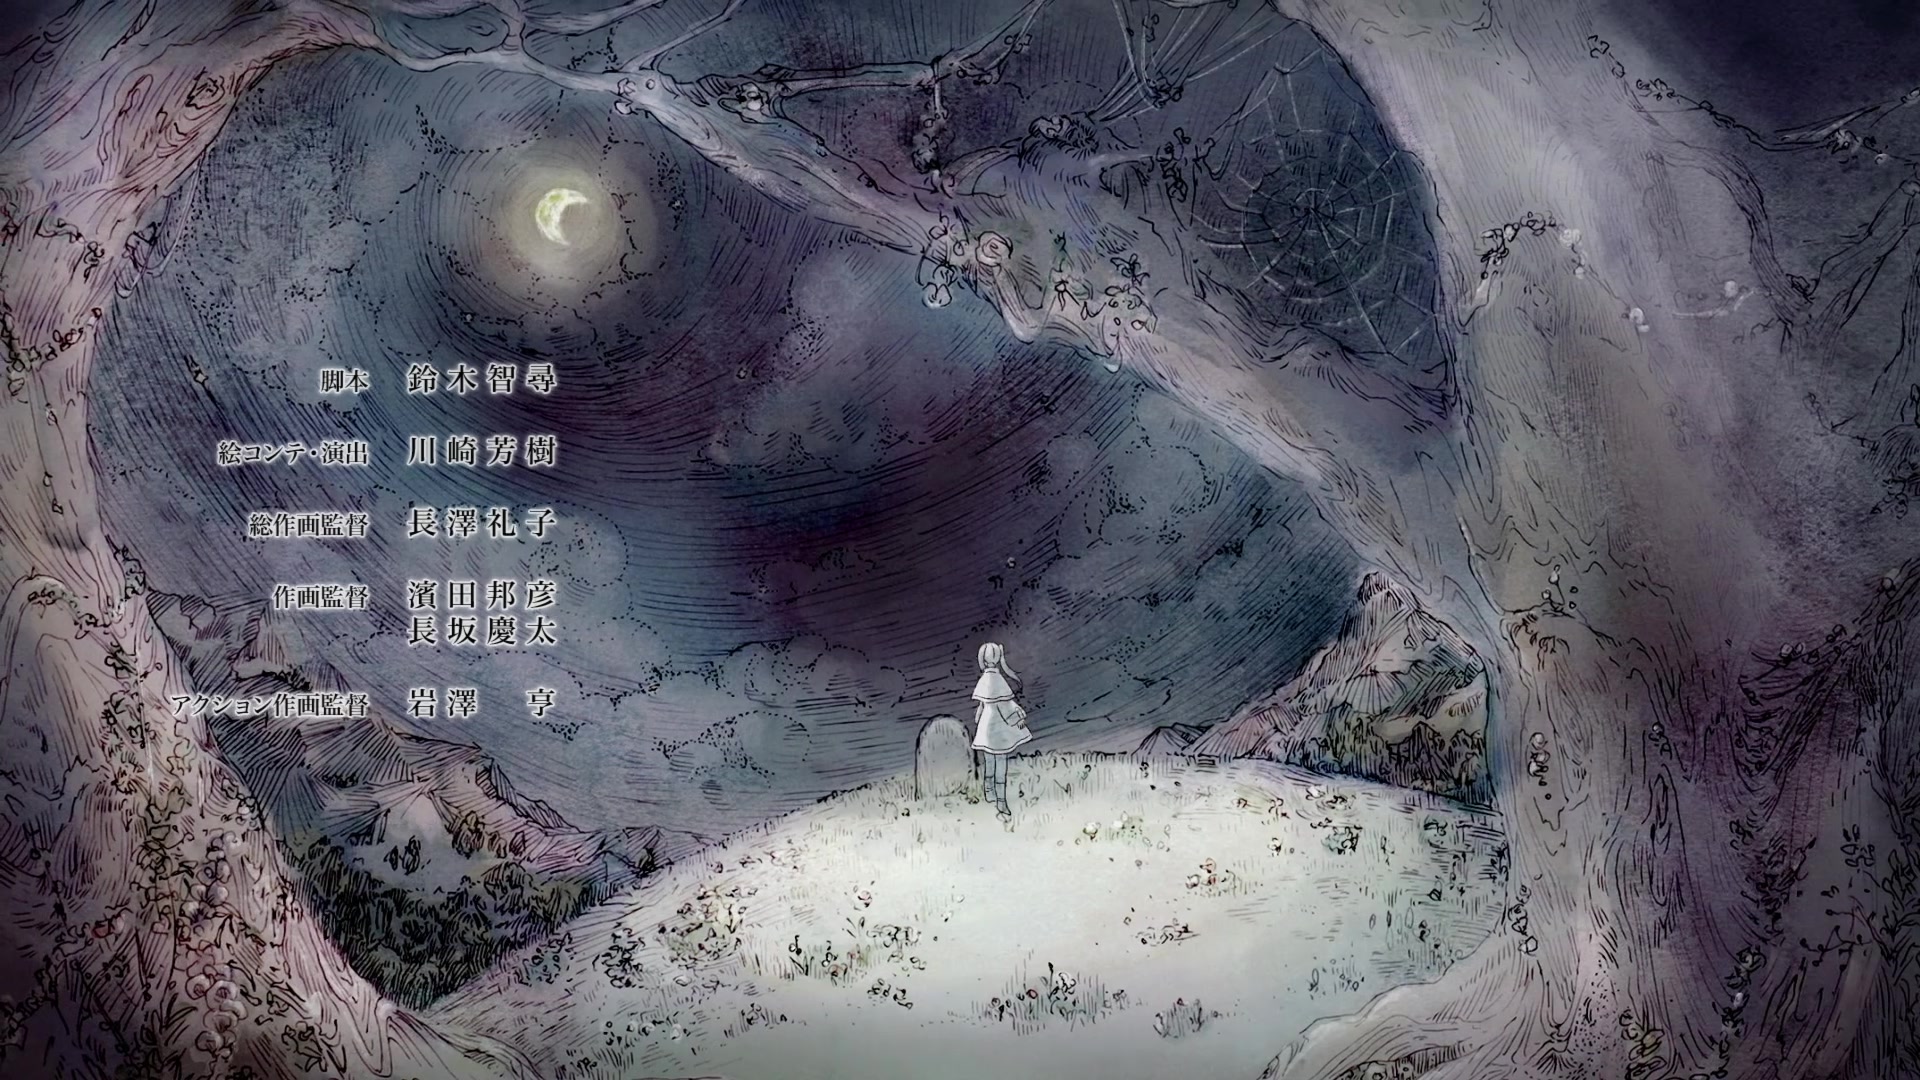 脚本 鈴木智尋
絵コンテ・演出 川崎芳樹
総作画監督 長澤礼子
作画監督 濱田邦彦
長坂慶太
アクション作画監督 岩澤 亨